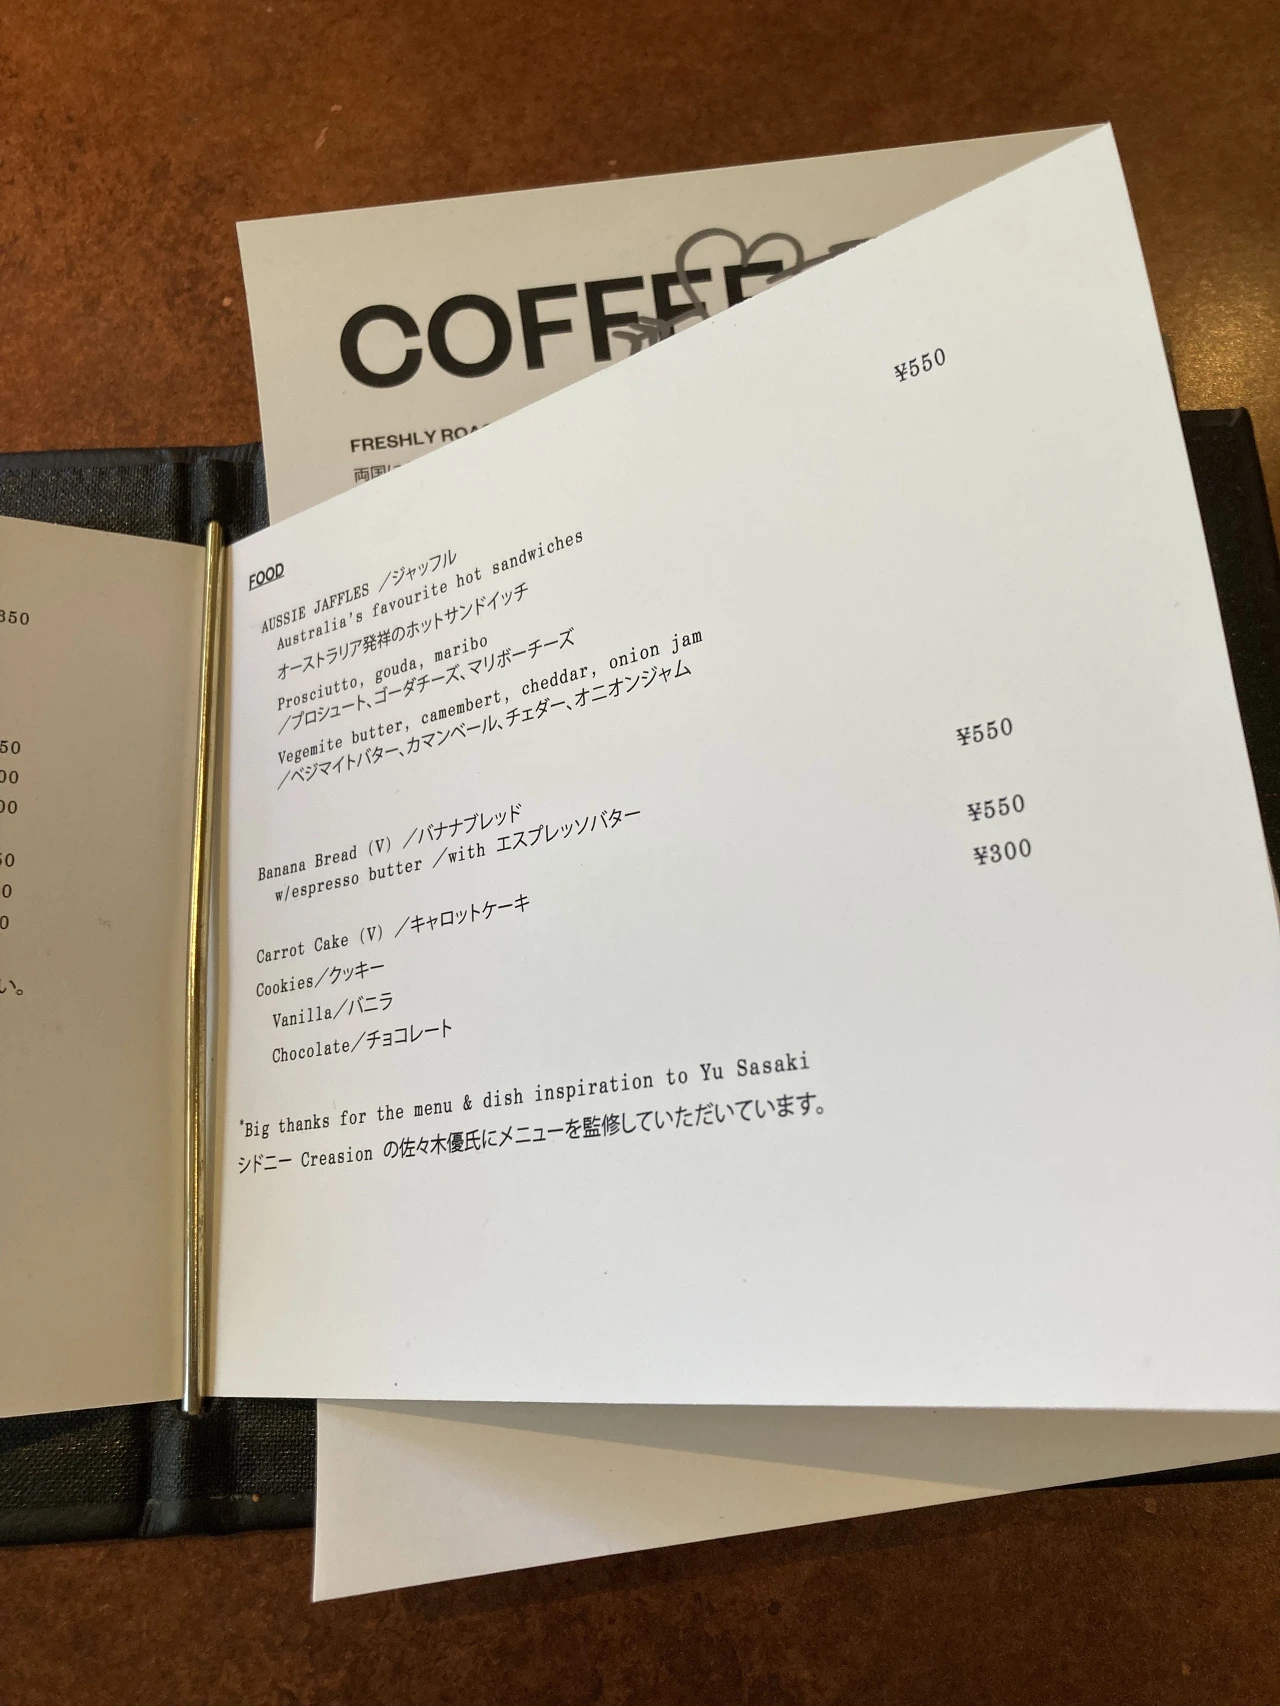 COFFEE
FRESHLY
両国に
¥550
FOOD
AUSSIE JAFFLES ／ジャッフル
Australia's favourite hot sandwiches
オーストラリア発祥のホットサンドイッチ
Prosciutto, gouda, maribo
／プロシュート、ゴーダチーズ、マリボーチーズ
Vegemite butter, camembert, cheddar, onion jam
／ベジマイトバター、カマンベール、チェダー、オニオンジャム
Banana Bread (V) ／バナナブレッド ¥550
w/espresso butter ／with エスプレッソバター
Carrot Cake (V) ／キャロットケーキ ¥550
Cookies／クッキー ¥300
Vanilla／バニラ
Chocolate／チョコレート
*Big thanks for the menu & dish inspiration to Yu Sasaki
シドニー Creasion の佐々木優氏にメニューを監修していただいています。
350
50
00
00
50
0
0
い。